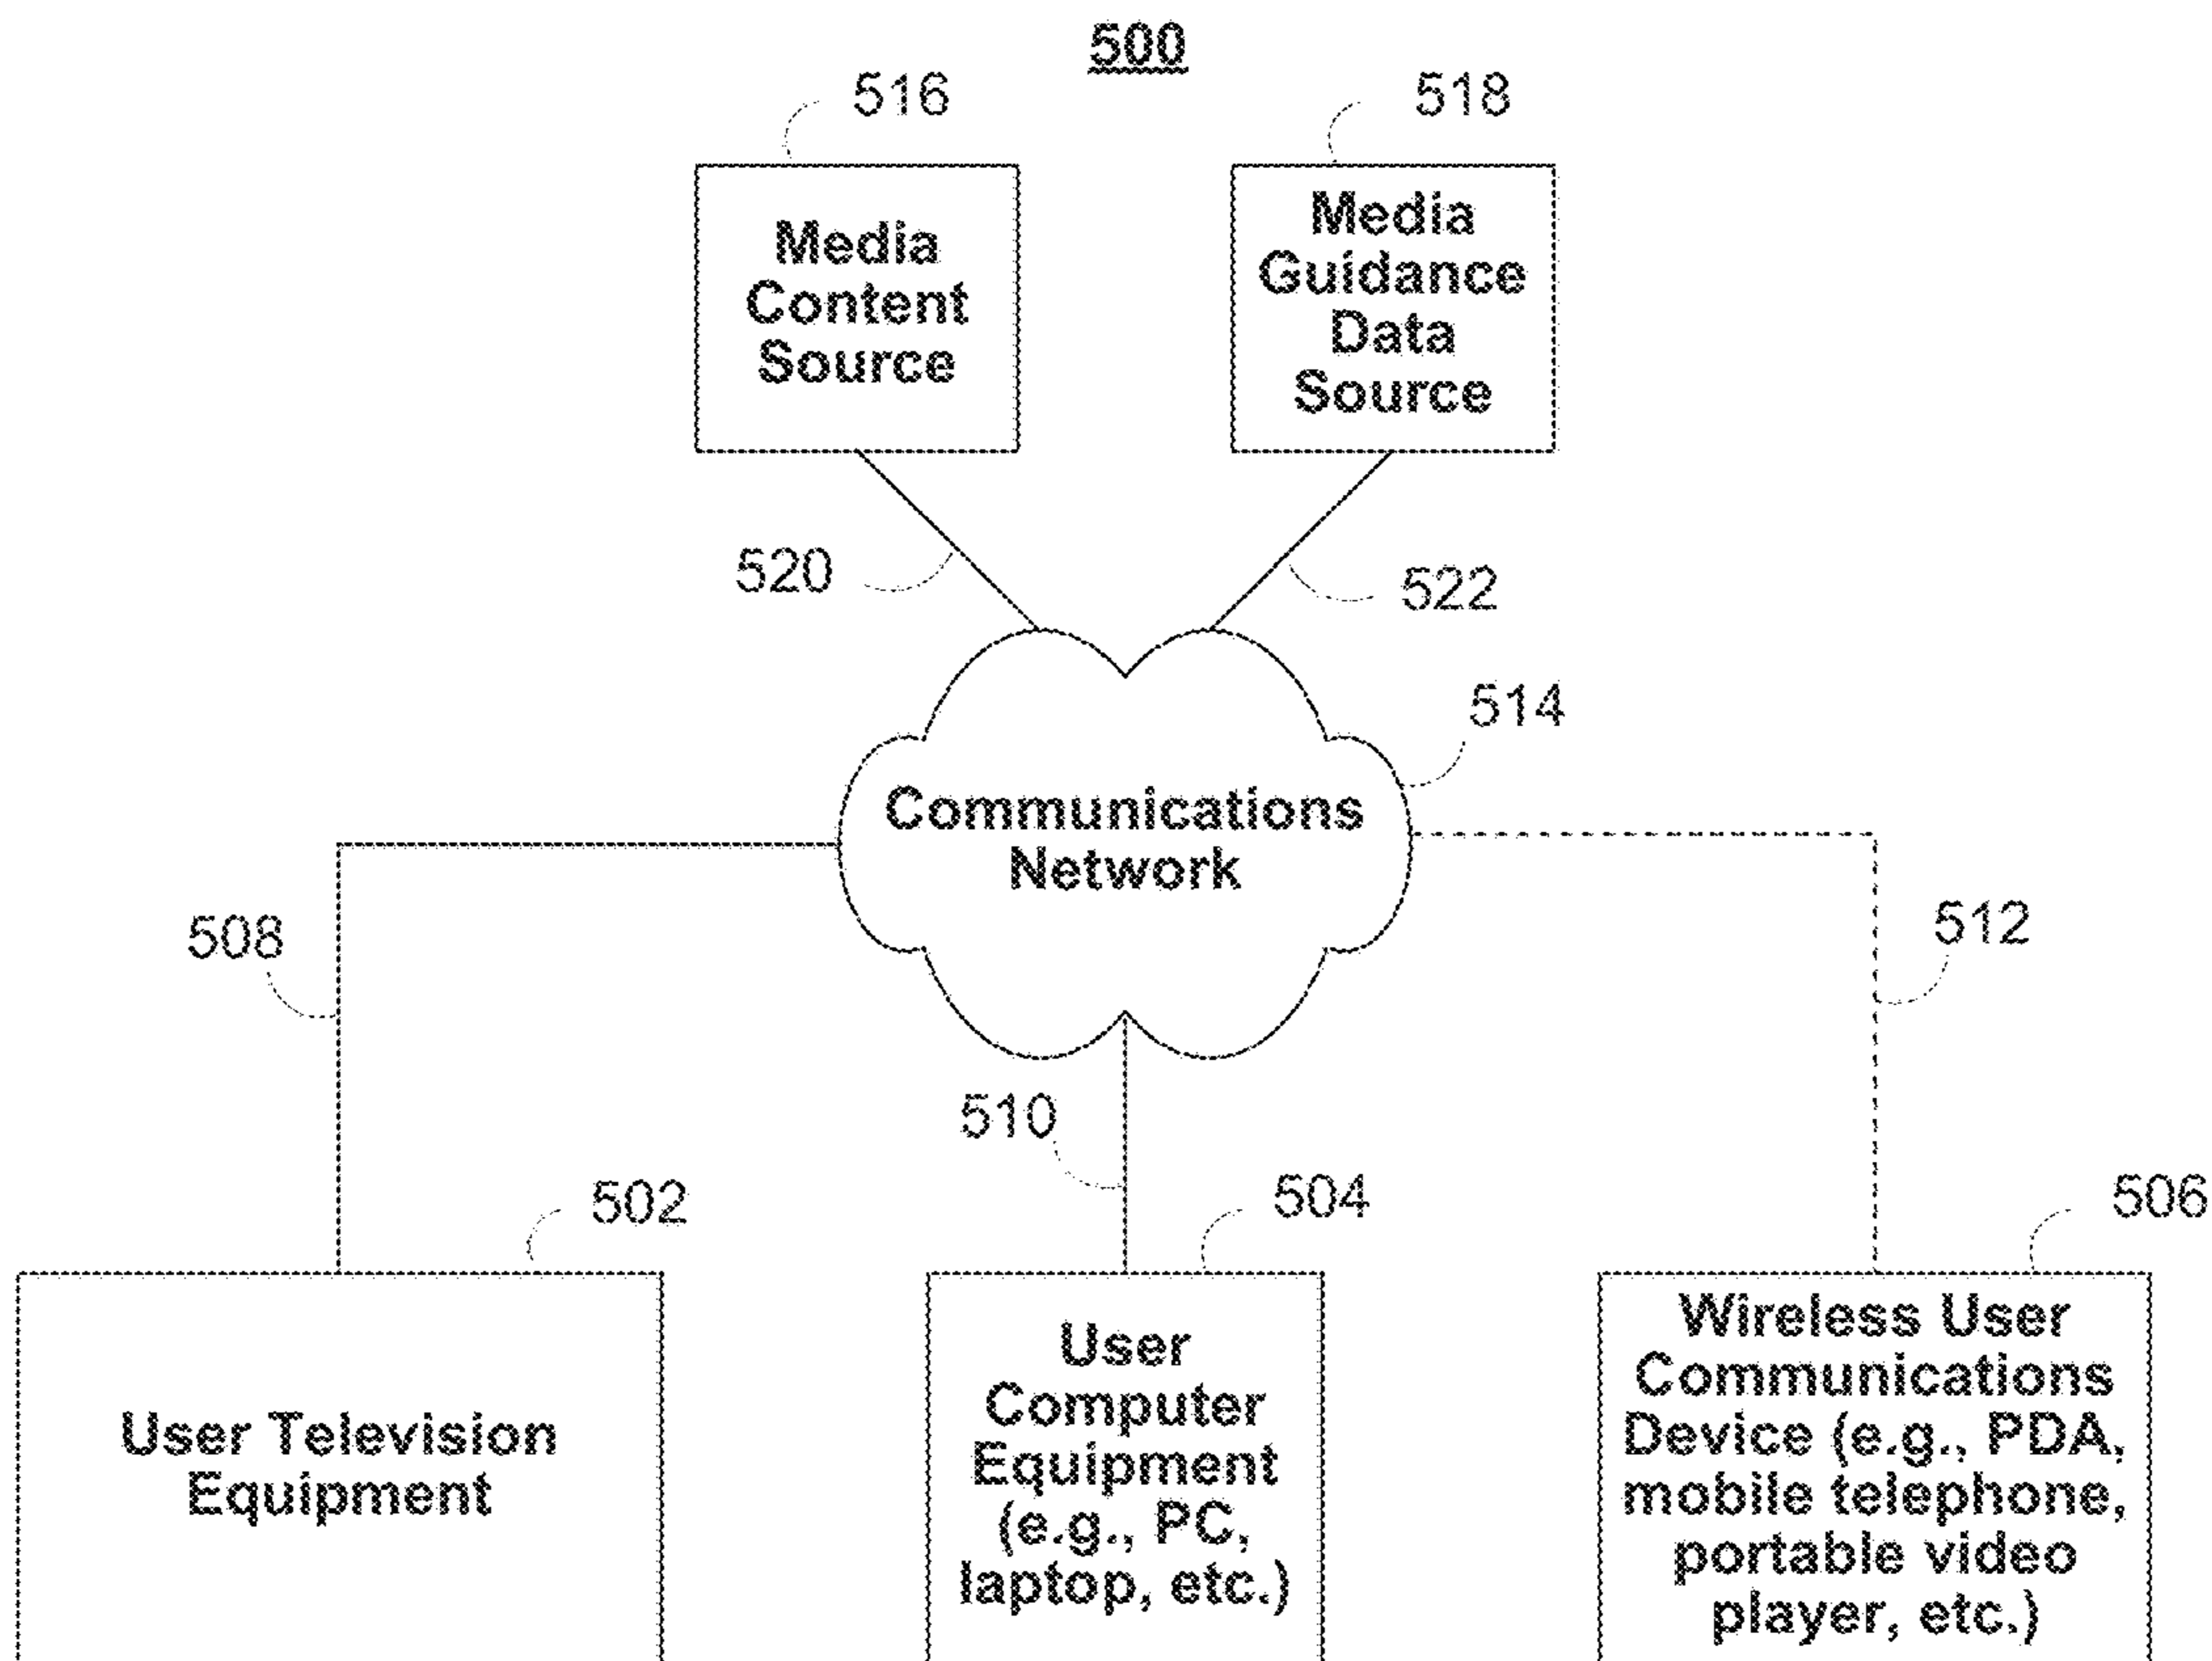 500
516
518
Media
Content
Source
Media
Guidance
Data
Source
520
522
514
Communications
Network
508
512
510
502
504
506
User Television
Equipment
User
Computer
Equipment
(e.g., PC,
laptop, etc.)
Wireless User
Communications
Device (e.g., PDA,
mobile telephone,
portable video
player, etc.)